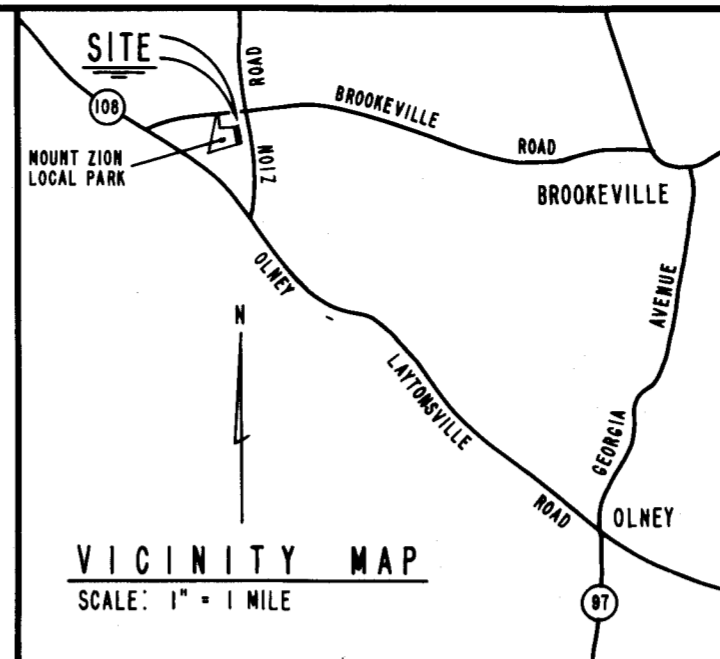 SITE
ROAD
108
BROOKEVILLE
ROAD
MOUNT ZION
LOCAL PARK
ZION
BROOKEVILLE
OLNEY
AVENUE
N
LAYTONSVILLE
GEORGIA
ROAD
OLNEY
VICINITY MAP
SCALE: 1" = 1 MILE
97